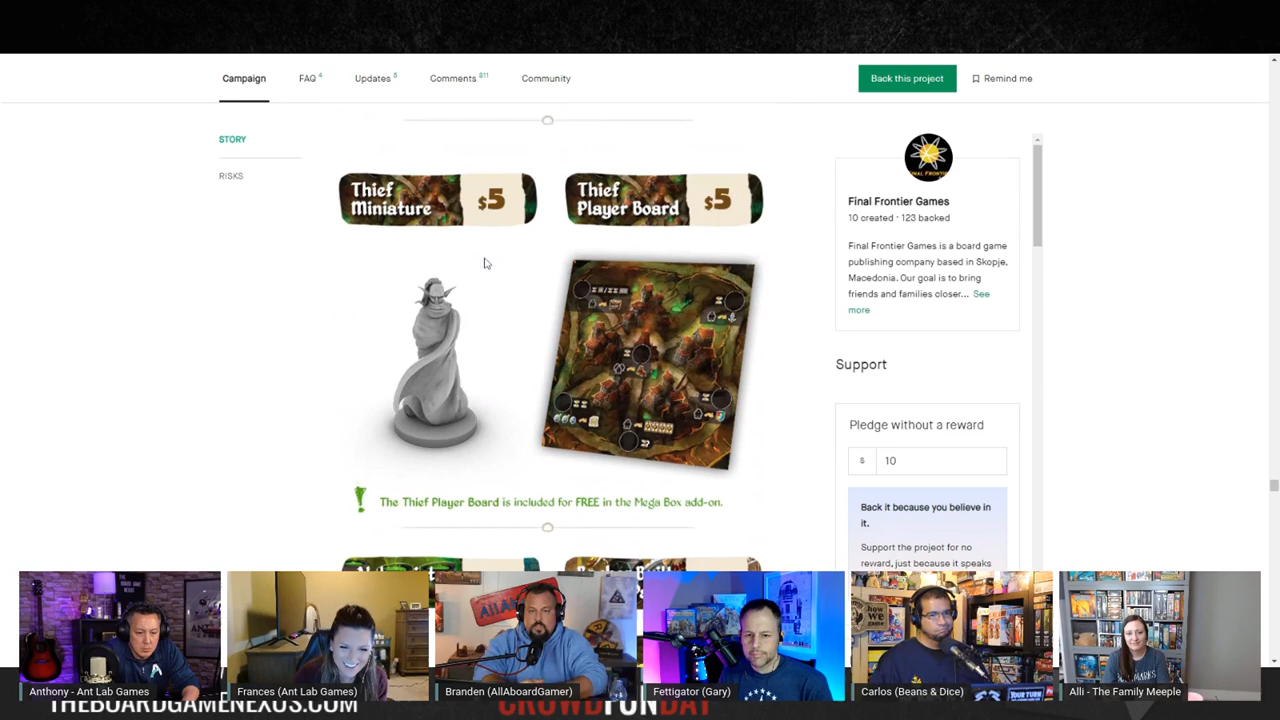 Campaign
FAQ 4
Updates 5
Comments 811
Community
Back this project
Remind me
STORY
RISKS
Thief
Miniature
$5
Thief
Player Board
$5
The Thief Player Board is included for FREE in the Mega Box add-on.
Final Frontier Games
10 created · 123 backed
Final Frontier Games is a board game
publishing company based in Skopje,
Macedonia. Our goal is to bring
friends and families closer... See
more
Support
Pledge without a reward
$ 10
Back it because you believe in
it.
Support the project for no
reward, just because it speaks
Anthony - Ant Lab Games
Frances (Ant Lab Games)
Branden (AllAboardGamer)
Fettigator (Gary)
Carlos (Beans & Dice)
Alli - The Family Meeple
THEBOARDGAMENEXUS.COM
CROWDFUNDAY